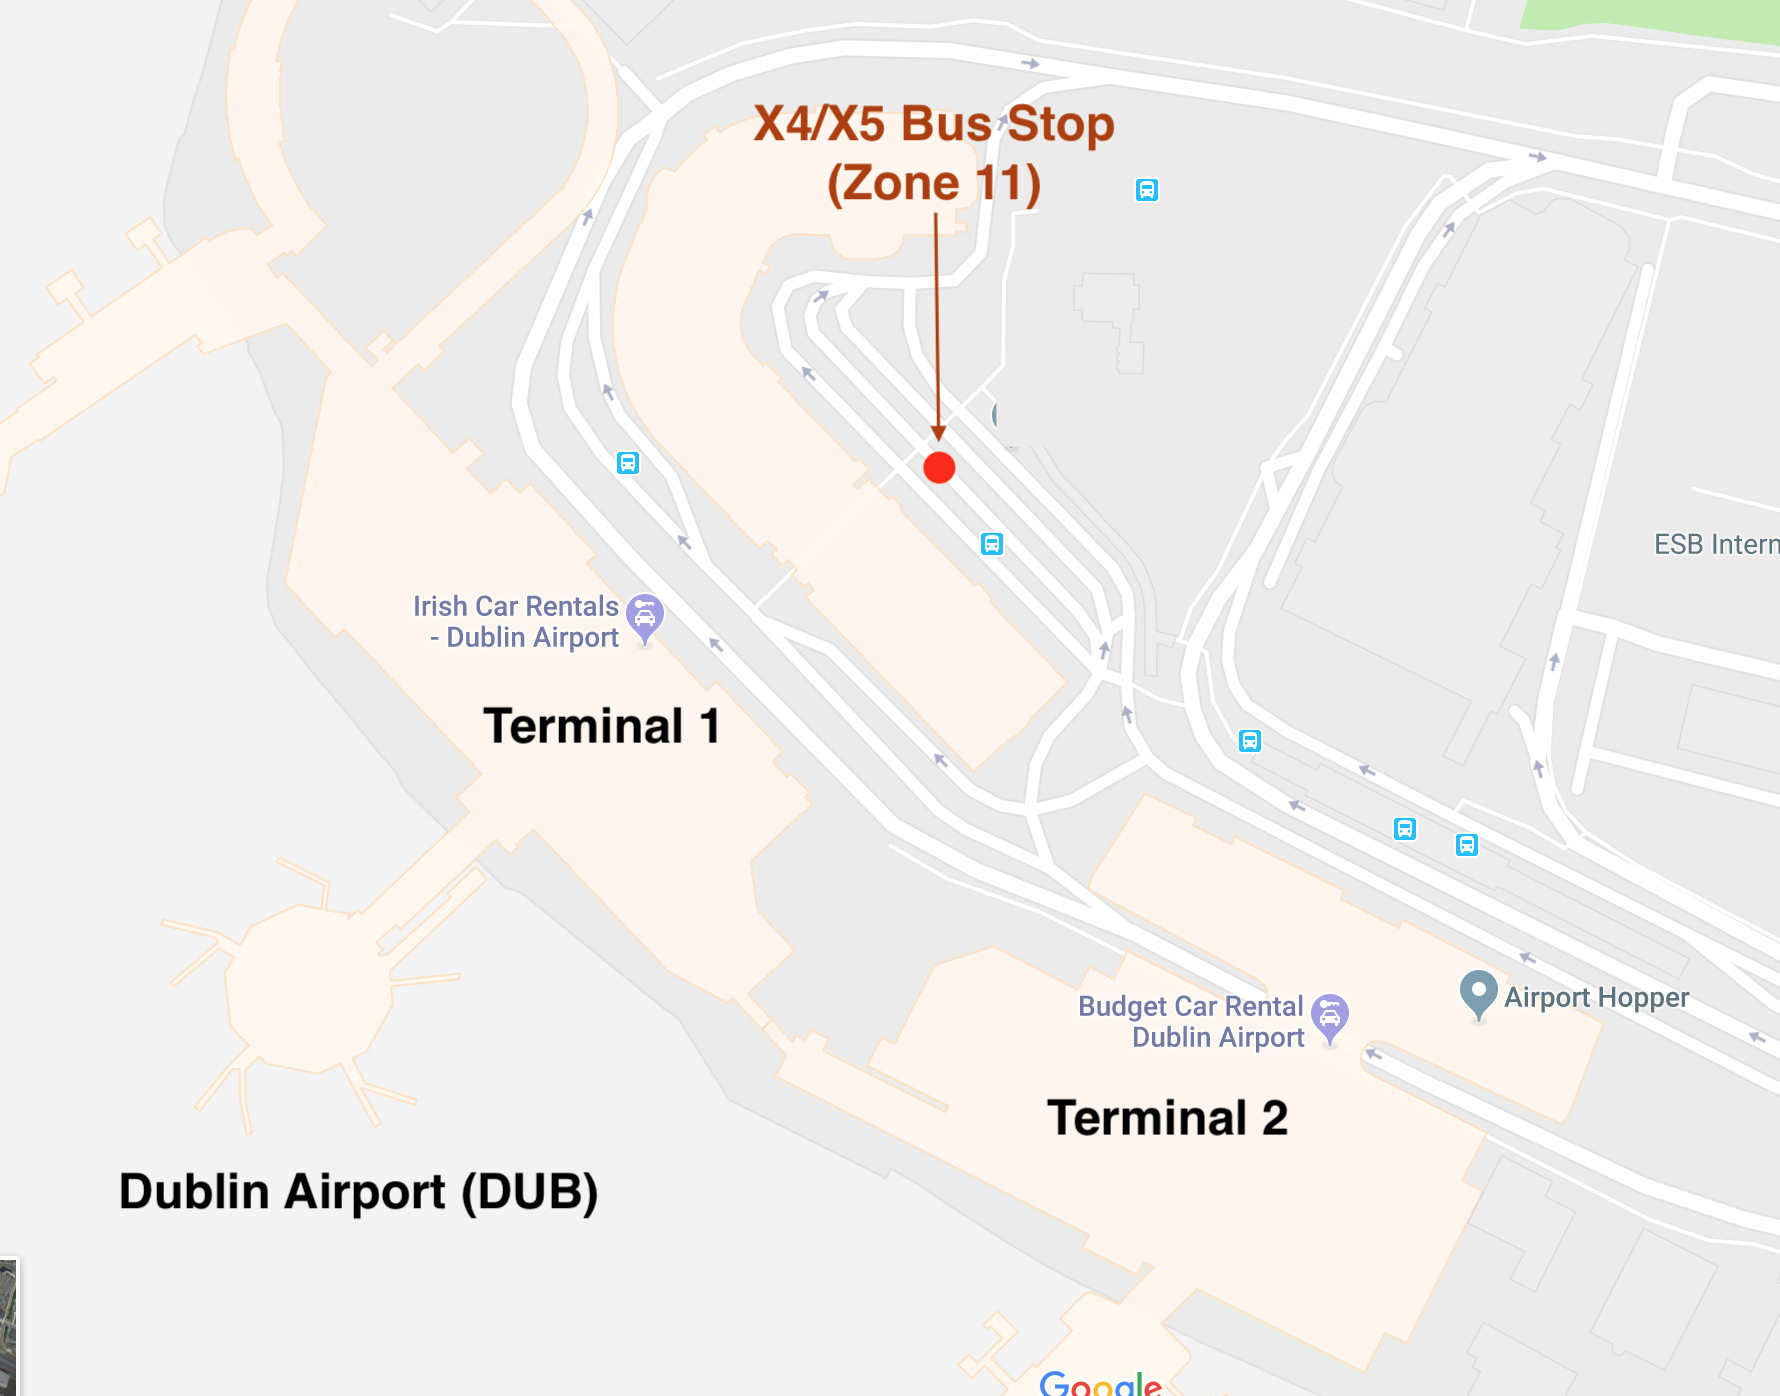 X4/X5 Bus Stop
(Zone 11)
ESB Intern
Irish Car Rentals
- Dublin Airport
Terminal 1
Budget Car Rental
Dublin Airport
Airport Hopper
Terminal 2
Dublin Airport (DUB)
Google